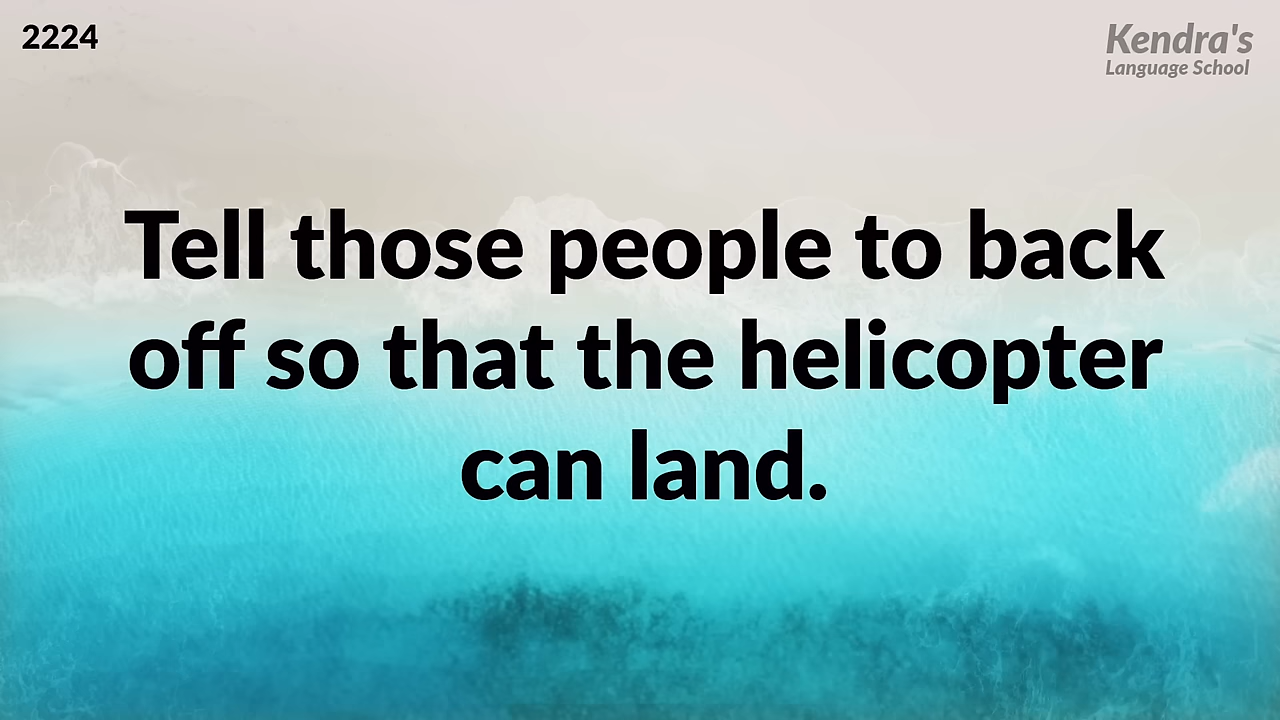 2224
Kendra's
Language School
Tell those people to back
off so that the helicopter
can land.